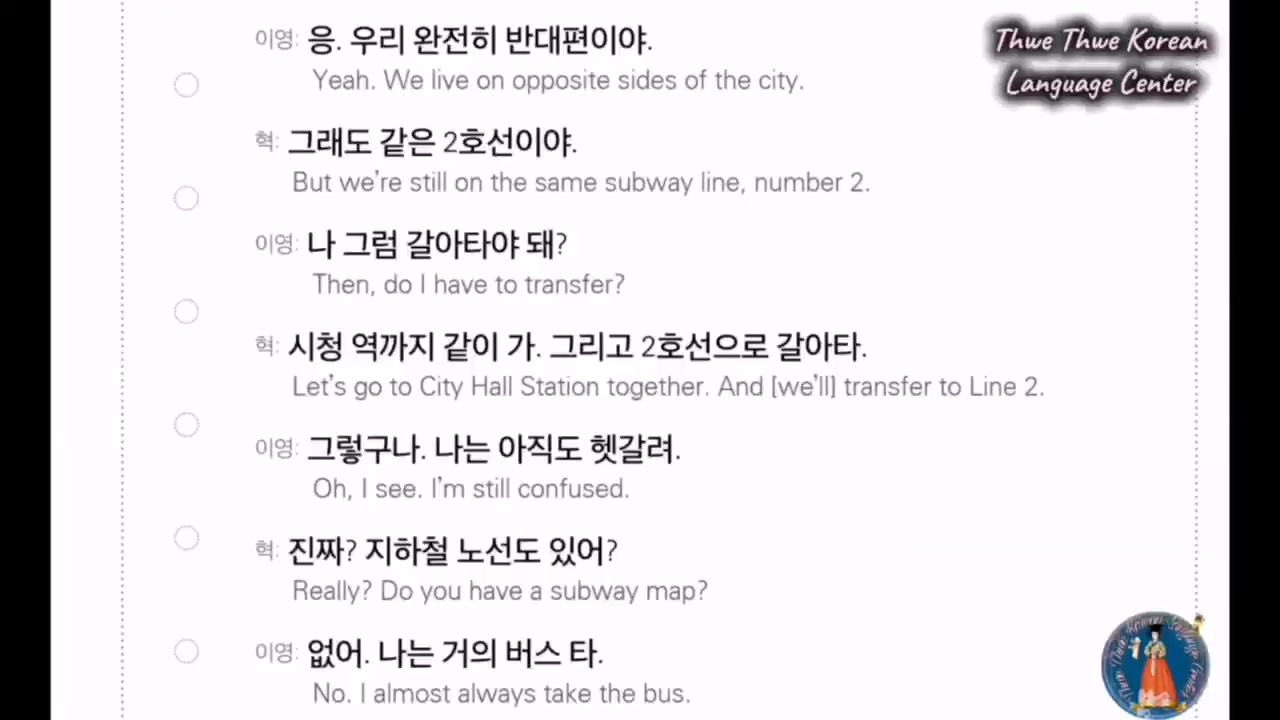 이영: 응. 우리 완전히 반대편이야.
Yeah. We live on opposite sides of the city.
Thwe Thwe Korean
Language Center
혁: 그래도 같은 2호선이야.
But we're still on the same subway line, number 2.
이영: 나 그럼 갈아타야 돼?
Then, do I have to transfer?
혁: 시청 역까지 같이 가. 그리고 2호선으로 갈아타.
Let's go to City Hall Station together. And [we'll] transfer to Line 2.
이영: 그렇구나. 나는 아직도 헷갈려.
Oh, I see. I'm still confused.
혁: 진짜? 지하철 노선도 있어?
Really? Do you have a subway map?
이영: 없어. 나는 거의 버스 타.
No. I almost always take the bus.